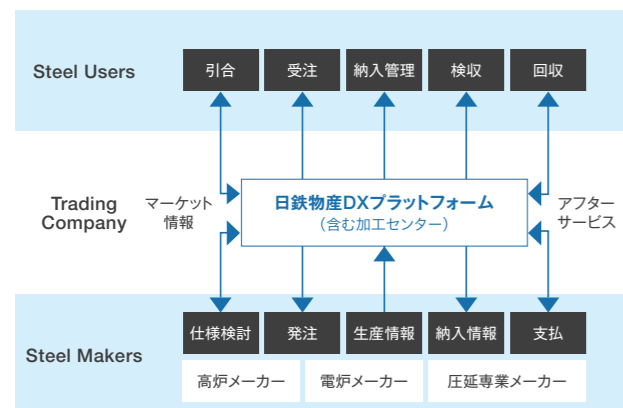 Steel Users
引合
受注
納入管理
検収
回収
Trading
Company
マーケット
情報
日鉄物産DXプラットフォーム
（含む加工センター）
アフター
サービス
Steel Makers
仕様検討
発注
生産情報
納入情報
支払
高炉メーカー
電炉メーカー
圧延専業メーカー